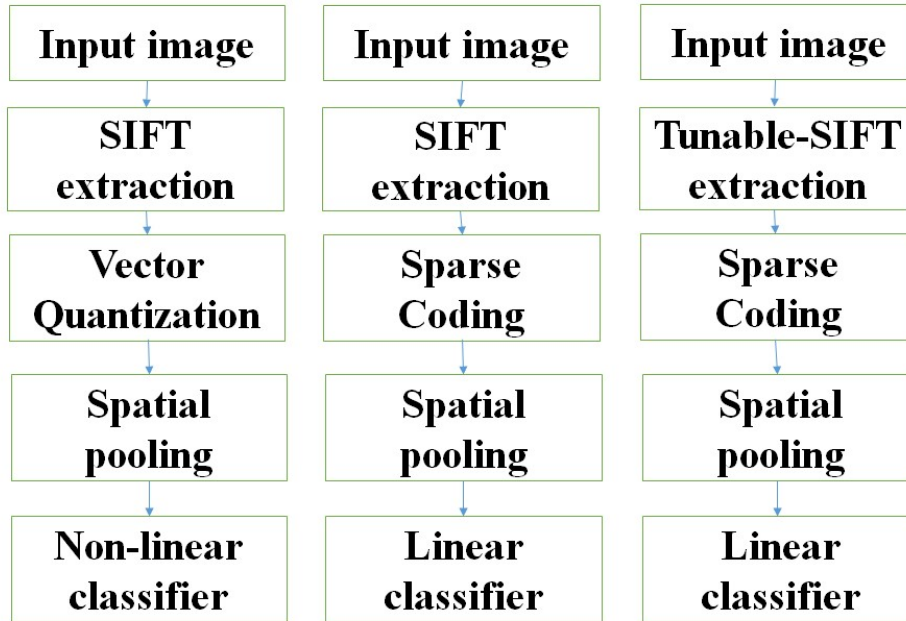 Input image
SIFT
extraction
Vector
Quantization
Spatial
pooling
Non-linear
classifier
Input image
SIFT
extraction
Sparse
Coding
Spatial
pooling
Linear
classifier
Input image
Tunable-SIFT
extraction
Sparse
Coding
Spatial
pooling
Linear
classifier